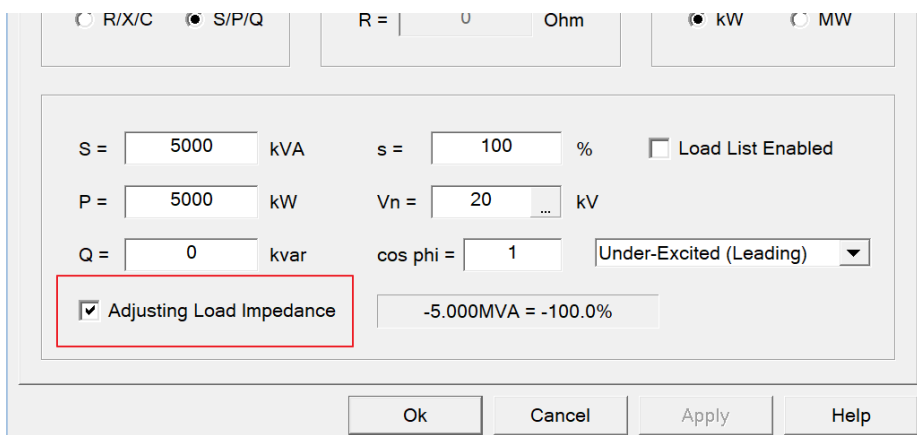 R/X/C S/P/Q R = 0 Ohm kW MW
S = 5000 kVA s = 100 % Load List Enabled
P = 5000 kW Vn = 20 ... kV
Q = 0 kvar cos phi = 1 Under-Excited (Leading)
Adjusting Load Impedance -5.000MVA = -100.0%
Ok Cancel Apply Help